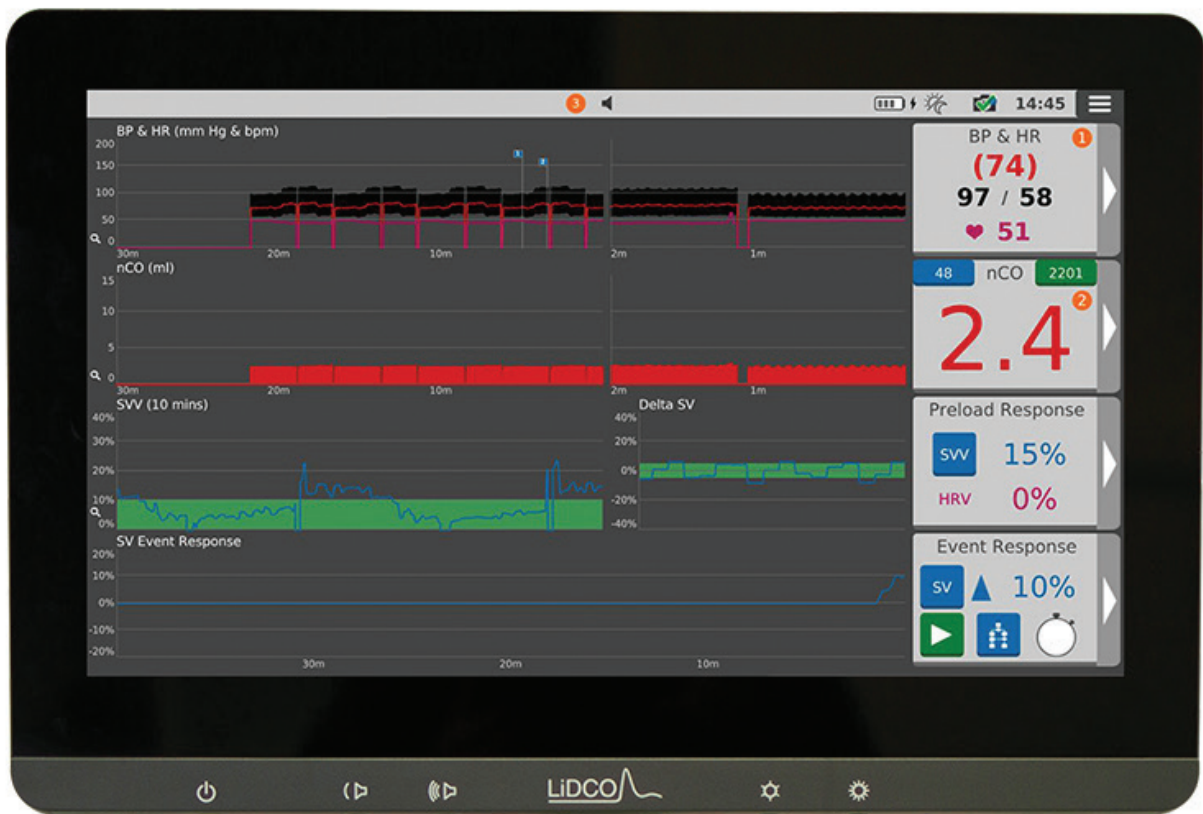 3
14:45
BP & HR (mm Hg & bpm)
200
150
100
50
0
1
2
30m 20m 10m 2m 1m
BP & HR 1
(74)
97 / 58
51
nCO (ml)
15
10
5
0
30m 20m 10m 2m 1m
48 nCO 2201
2
2.4
SVV (10 mins)
40%
30%
20%
10%
0%
Delta SV
40%
20%
0%
-20%
-40%
Preload Response
SVV 15%
HRV 0%
SV Event Response
20%
10%
0%
-10%
-20%
30m 20m 10m
Event Response
SV 10%
LiDCO